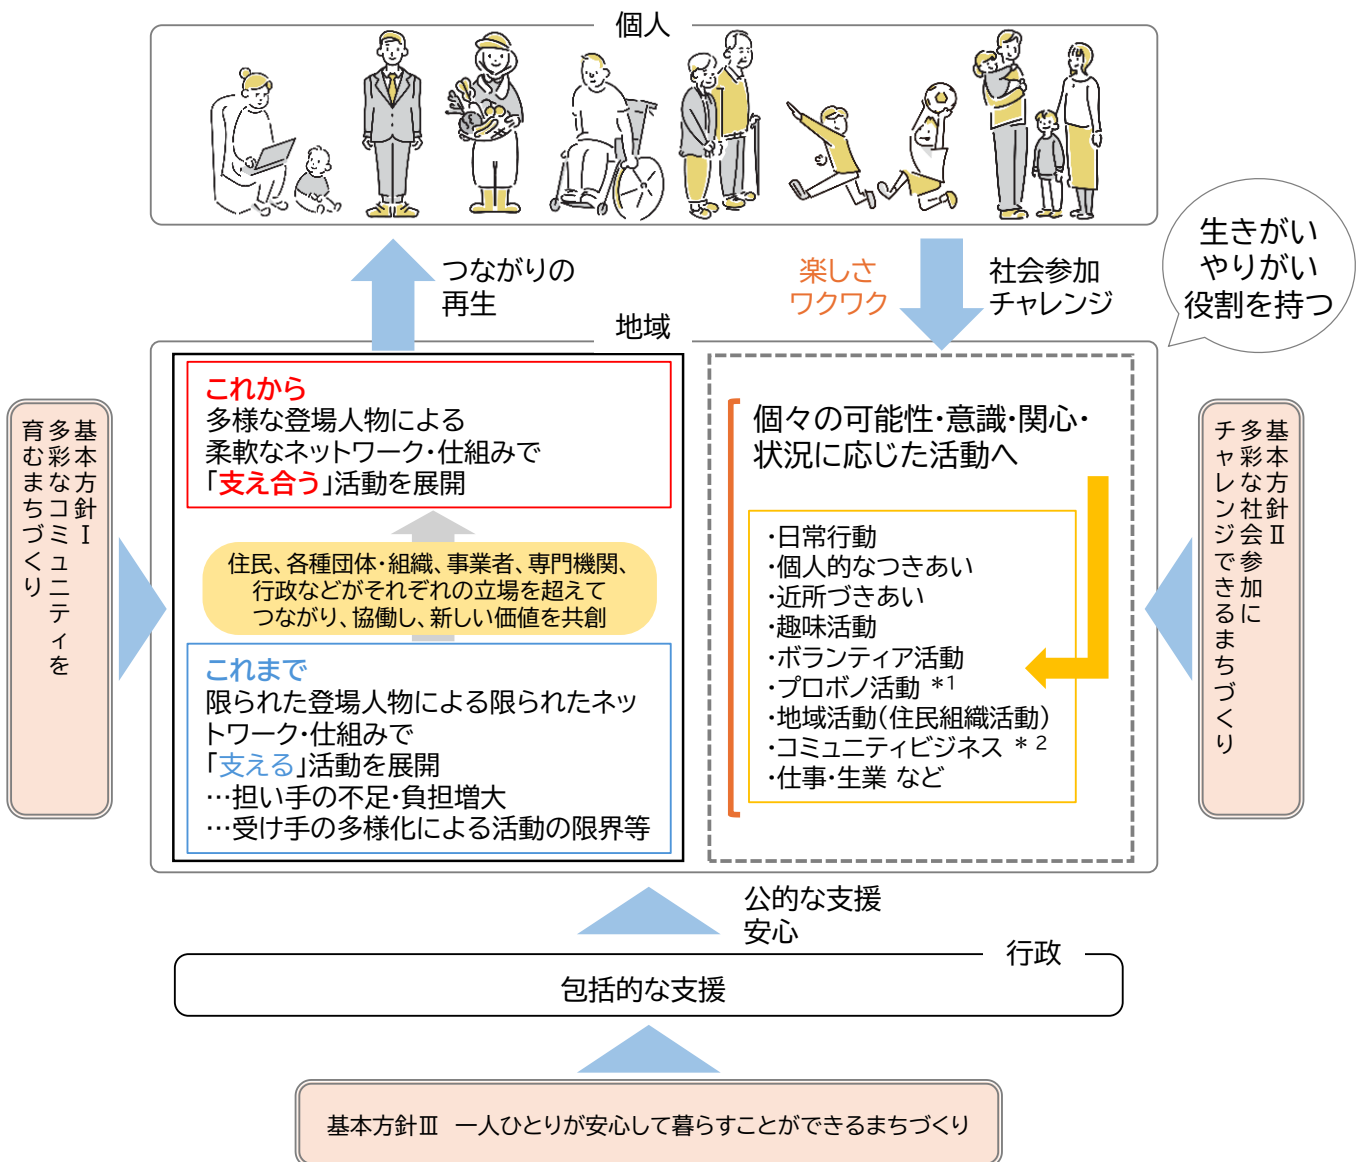 個人
つながりの
再生
楽しさ
ワクワク
社会参加
チャレンジ
生きがい
やりがい
役割を持つ
地域
基本方針Ⅰ
多彩なコミュニティを
育むまちづくり
これから
多様な登場人物による
柔軟なネットワーク・仕組みで
「支え合う」活動を展開
住民、各種団体・組織、事業者、専門機関、
行政などがそれぞれの立場を超えて
つながり、協働し、新しい価値を共創
これまで
限られた登場人物による限られたネッ
トワーク・仕組みで
「支える」活動を展開
…担い手の不足・負担増大
…受け手の多様化による活動の限界等
個々の可能性・意識・関心・
状況に応じた活動へ
・日常行動
・個人的なつきあい
・近所づきあい
・趣味活動
・ボランティア活動
・プロボノ活動 *1
・地域活動(住民組織活動)
・コミュニティビジネス *2
・仕事・生業 など
基本方針Ⅱ
多彩な社会参加に
チャレンジできるまちづくり
公的な支援
安心
行政
包括的な支援
基本方針Ⅲ 一人ひとりが安心して暮らすことができるまちづくり